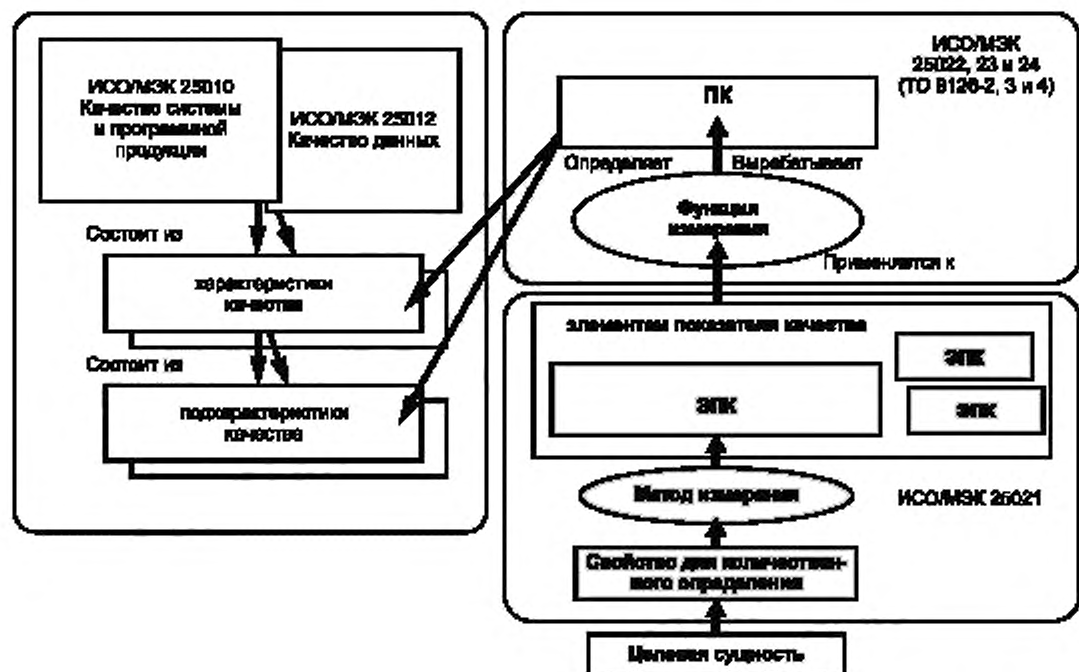 ИСО/МЭК 25010
Качество системы
и программной
продукции
ИСО/МЭК 25012
Качество данных
Состоит из
характеристики
качества
Состоит из
подхарактеристики
качества
ИСО/МЭК
25022, 23 и 24
(ТО 9126-2, 3 и 4)
ПК
Определяет
Вырабатывает
Функция
измерения
Применяется к
элементам показателя качества
ЭПК
ЭПК
ЭПК
Метод измерения
ИСО/МЭК 25021
Свойство для количествен-
ного определения
Целевая сущность